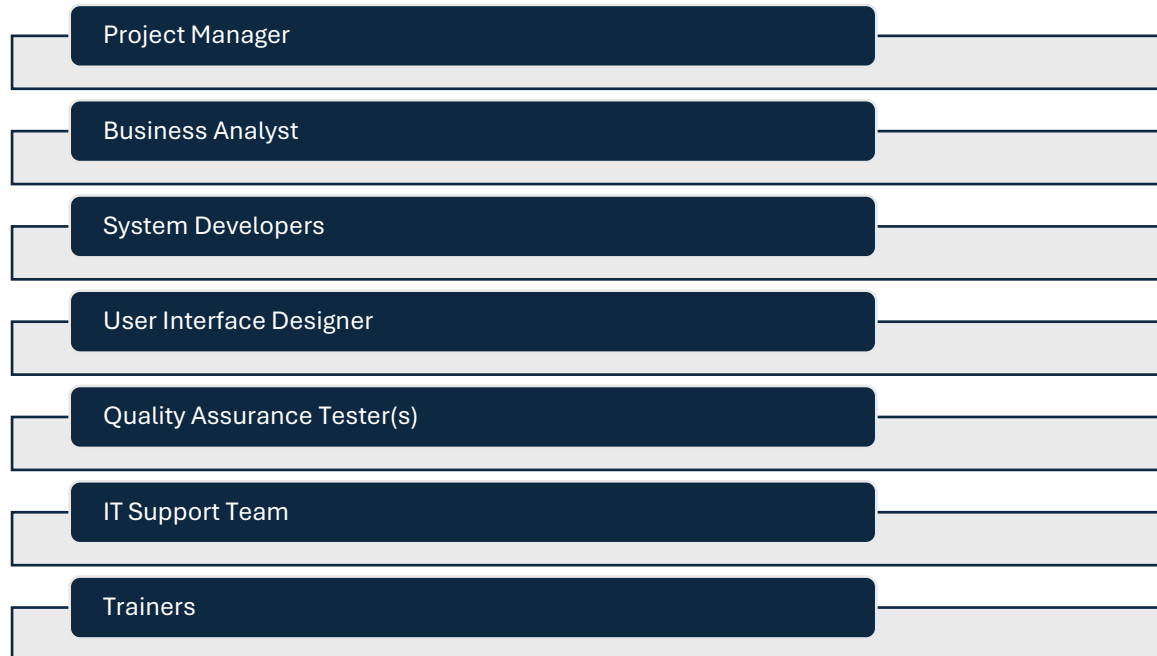 Project Manager
Business Analyst
System Developers
User Interface Designer
Quality Assurance Tester(s)
IT Support Team
Trainers